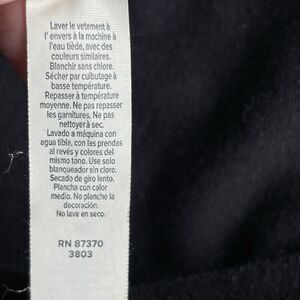 Laver le vetement à
l' envers à la machine à
l'eau tiède, avec des
couleurs similaires.
Blanchir sans chlore.
Sécher par culbutage à
basse température.
Repasser à température
moyenne. Ne pas repasser
les garnitures. Ne pas
nettoyer à sec.
Lavado a máquina con
agua tibia, con las prendas
al revés y colores del
mismo tono. Use solo
blanqueador sin cloro.
Secado de giro lento.
Plancha con calor
medio. No plancho la
decoración.
No lave en seco.
RN 87370
3803